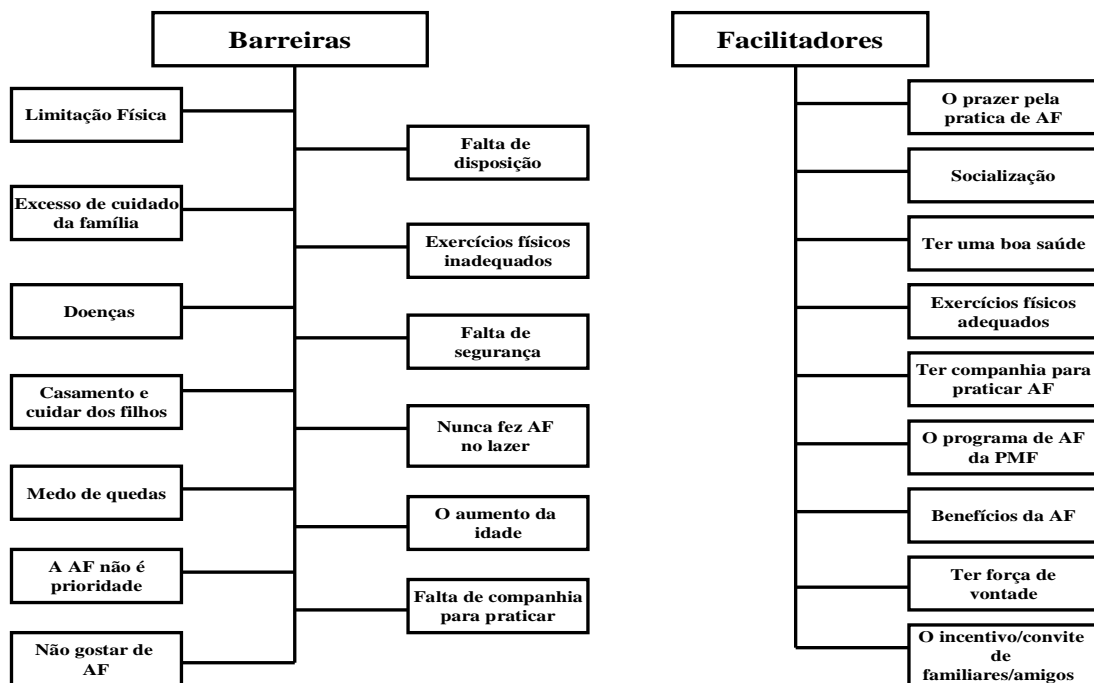 Barreiras
Limitação Física
Falta de
disposição
Excesso de cuidado
da família
Exercícios físicos
inadequados
Doenças
Falta de
segurança
Casamento e
cuidar dos filhos
Nunca fez AF
no lazer
Medo de quedas
O aumento da
idade
A AF não é
prioridade
Falta de companhia
para praticar
Não gostar de
AF
Facilitadores
O prazer pela
pratica de AF
Socialização
Ter uma boa saúde
Exercícios físicos
adequados
Ter companhia para
praticar AF
O programa de AF
da PMF
Benefícios da AF
Ter força de
vontade
O incentivo/convite
de
familiares/amigos